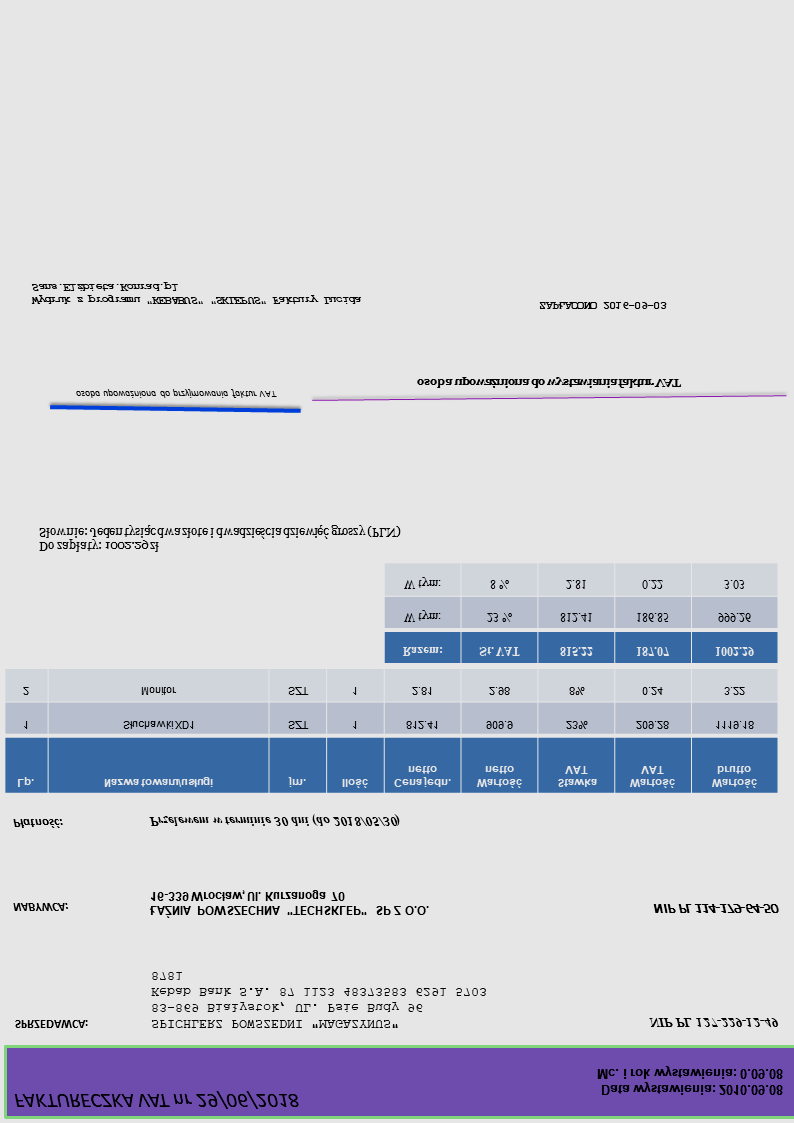 FAKTURECZKA VAT nr 29/06/2018
Data wystawienia: 2010.09.08
Mc. i rok wystawienia: 0.09.08
SPRZEDAWCA:
SPICHLERZ POWSZEDNI "MAGAZYNUS"
83-869 Białystok, UL. Psie Budy 96
Kebab Bank S.A. 87 1123 48373583 6291 5703
8781
NIP PL 127-229-12-49
NABYWCA:
ŁAŹNIA POWSZECHNA "TECHSKLEP" SP Z O.O.
16-339 Wrocław, Ul. Kurzanoga 70
NIP PL 114-179-64-50
Płatność: Przelewem w terminie 30 dni (do 2018/05/30)
Lp. Nazwa towaru/usługi jm. Ilość Cena jedn. Wartość Stawka Wartość Wartość
netto netto VAT VAT brutto
1 Słuchawki XD1 SZT 1 812.41 909.9 23% 209.28 1119.18
2 Monitor SZT 1 2.81 2.98 8% 0.24 3.22
Razem: St. VAT 815.22 187.07 1002.29
W tym: 23 % 812.41 186.85 999.26
W tym: 8 % 2.81 0.22 3.03
Do zapłaty: 1002.29 zł
Słownie: Jeden tysiąc dwa złote i dwadzieścia dziewięć groszy (PLN)
osoba upoważniona do przyjmowania faktur VAT
osoba upoważniona do wystawiania faktur VAT
Wydruk z programu "KEBABUS" "SKLEPUS" Faktury Lucida
Sans.Elżbieta.Konrad.pl
ZAPŁACONO 2016-09-03